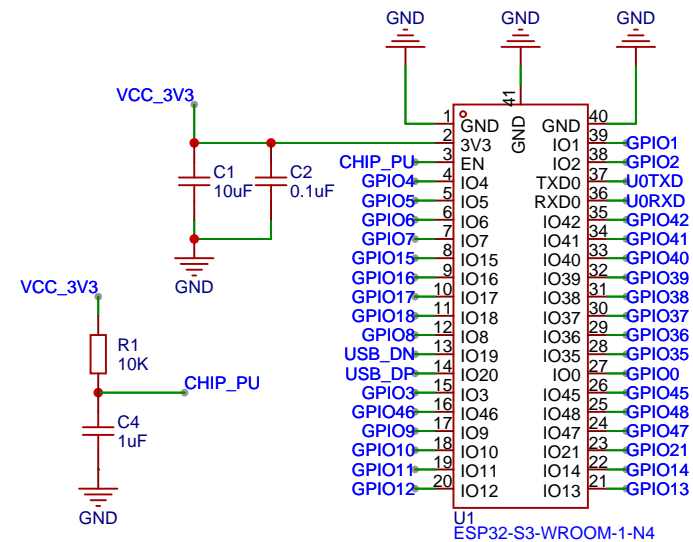 GND GND GND
VCC_3V3
41
1 GND GND GND 40
2 3V3 IO1 39 GPIO1
CHIP_PU 3 EN IO2 38 GPIO2
GPIO4 4 IO4 TXD0 37 U0TXD
GPIO5 5 IO5 RXD0 36 U0RXD
GPIO6 6 IO6 IO42 35 GPIO42
GPIO7 7 IO7 IO41 34 GPIO41
GPIO15 8 IO15 IO40 33 GPIO40
GPIO16 9 IO16 IO39 32 GPIO39
GPIO17 10 IO17 IO38 31 GPIO38
GPIO18 11 IO18 IO37 30 GPIO37
GPIO8 12 IO8 IO36 29 GPIO36
USB_DN 13 IO19 IO35 28 GPIO35
USB_DP 14 IO20 IO0 27 GPIO0
GPIO3 15 IO3 IO45 26 GPIO45
GPIO46 16 IO46 IO48 25 GPIO48
GPIO9 17 IO9 IO47 24 GPIO47
GPIO10 18 IO10 IO21 23 GPIO21
GPIO11 19 IO11 IO14 22 GPIO14
GPIO12 20 IO12 IO13 21 GPIO13
U1
ESP32-S3-WROOM-1-N4
C1
10uF
C2
0.1uF
GND
VCC_3V3
R1
10K
CHIP_PU
C4
1uF
GND